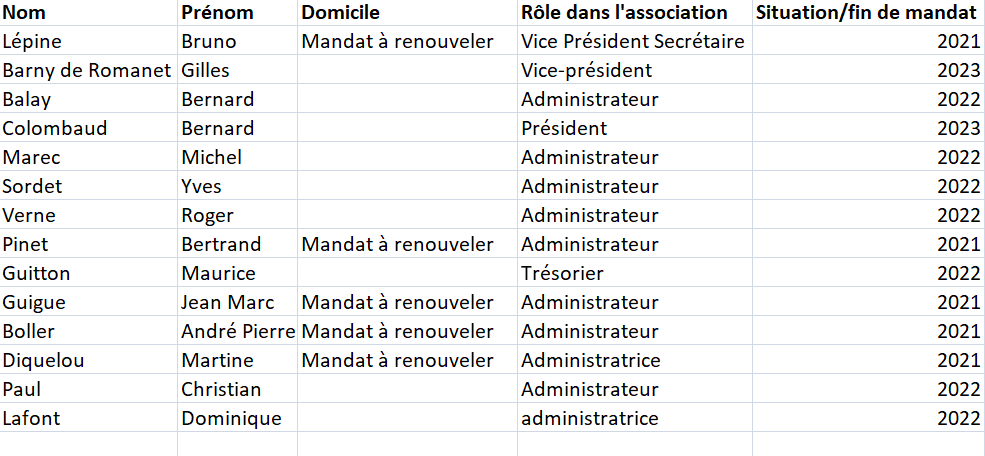 Nom Prénom Domicile Rôle dans l'association Situation/fin de mandat
Lépine Bruno Mandat à renouveler Vice Président Secrétaire 2021
Barny de Romanet Gilles Vice-président 2023
Balay Bernard Administrateur 2022
Colombaud Bernard Président 2023
Marec Michel Administrateur 2022
Sordet Yves Administrateur 2022
Verne Roger Administrateur 2022
Pinet Bertrand Mandat à renouveler Administrateur 2021
Guitton Maurice Trésorier 2022
Guigue Jean Marc Mandat à renouveler Administrateur 2021
Boller André Pierre Mandat à renouveler Administrateur 2021
Diquelou Martine Mandat à renouveler Administratrice 2021
Paul Christian Administrateur 2022
Lafont Dominique administratrice 2022